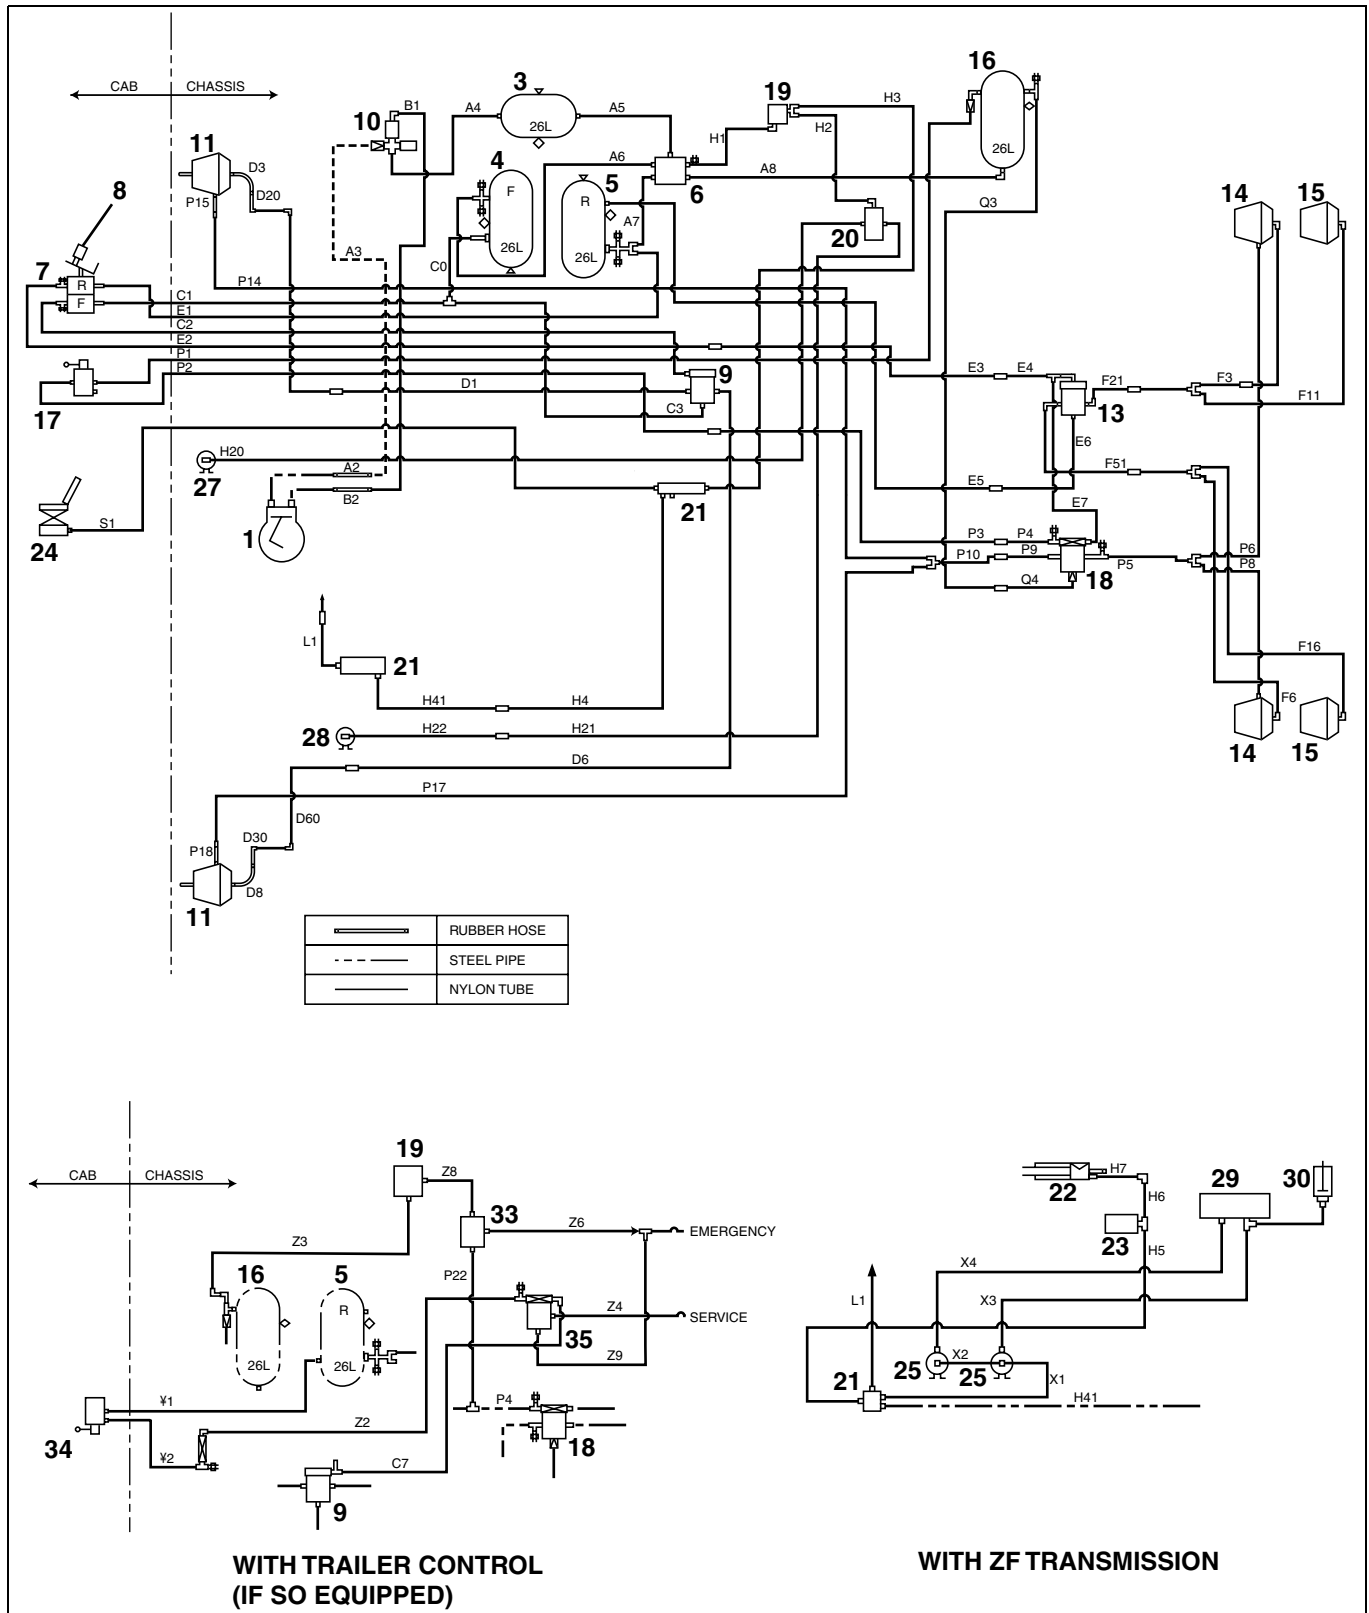 CAB CHASSIS
3
16
19
10
B1
A4
A5
H3
H2
H1
26L
11
D3
D20
P15
4
A6
F
5
R
A7
6
A8
26L
Q3
14
15
8
26L
26L
20
A3
C0
7
R
F
P14
C1
E1
C2
E2
P1
P2
17
D1
9
C3
E3
E4
F21
F3
F11
13
E6
F51
H20
27
A2
B2
E5
E7
24
S1
1
21
P3
P4
P10
P9
P5
P6
P8
Q4
18
L1
21
F16
H41
H4
F6
28
H22
H21
14
15
D6
P17
D60
P18
D30
D8
11
RUBBER HOSE
STEEL PIPE
NYLON TUBE
CAB CHASSIS
19
Z8
33
Z6
EMERGENCY
Z3
16
5
P22
R
Z4
SERVICE
35
26L
26L
Z9
¥1
Z2
P4
34
¥2
18
C7
9
WITH TRAILER CONTROL
(IF SO EQUIPPED)
H7
22
H6
29
30
23
H5
X4
L1
X3
X2
25
25
21
X1
H41
WITH ZF TRANSMISSION